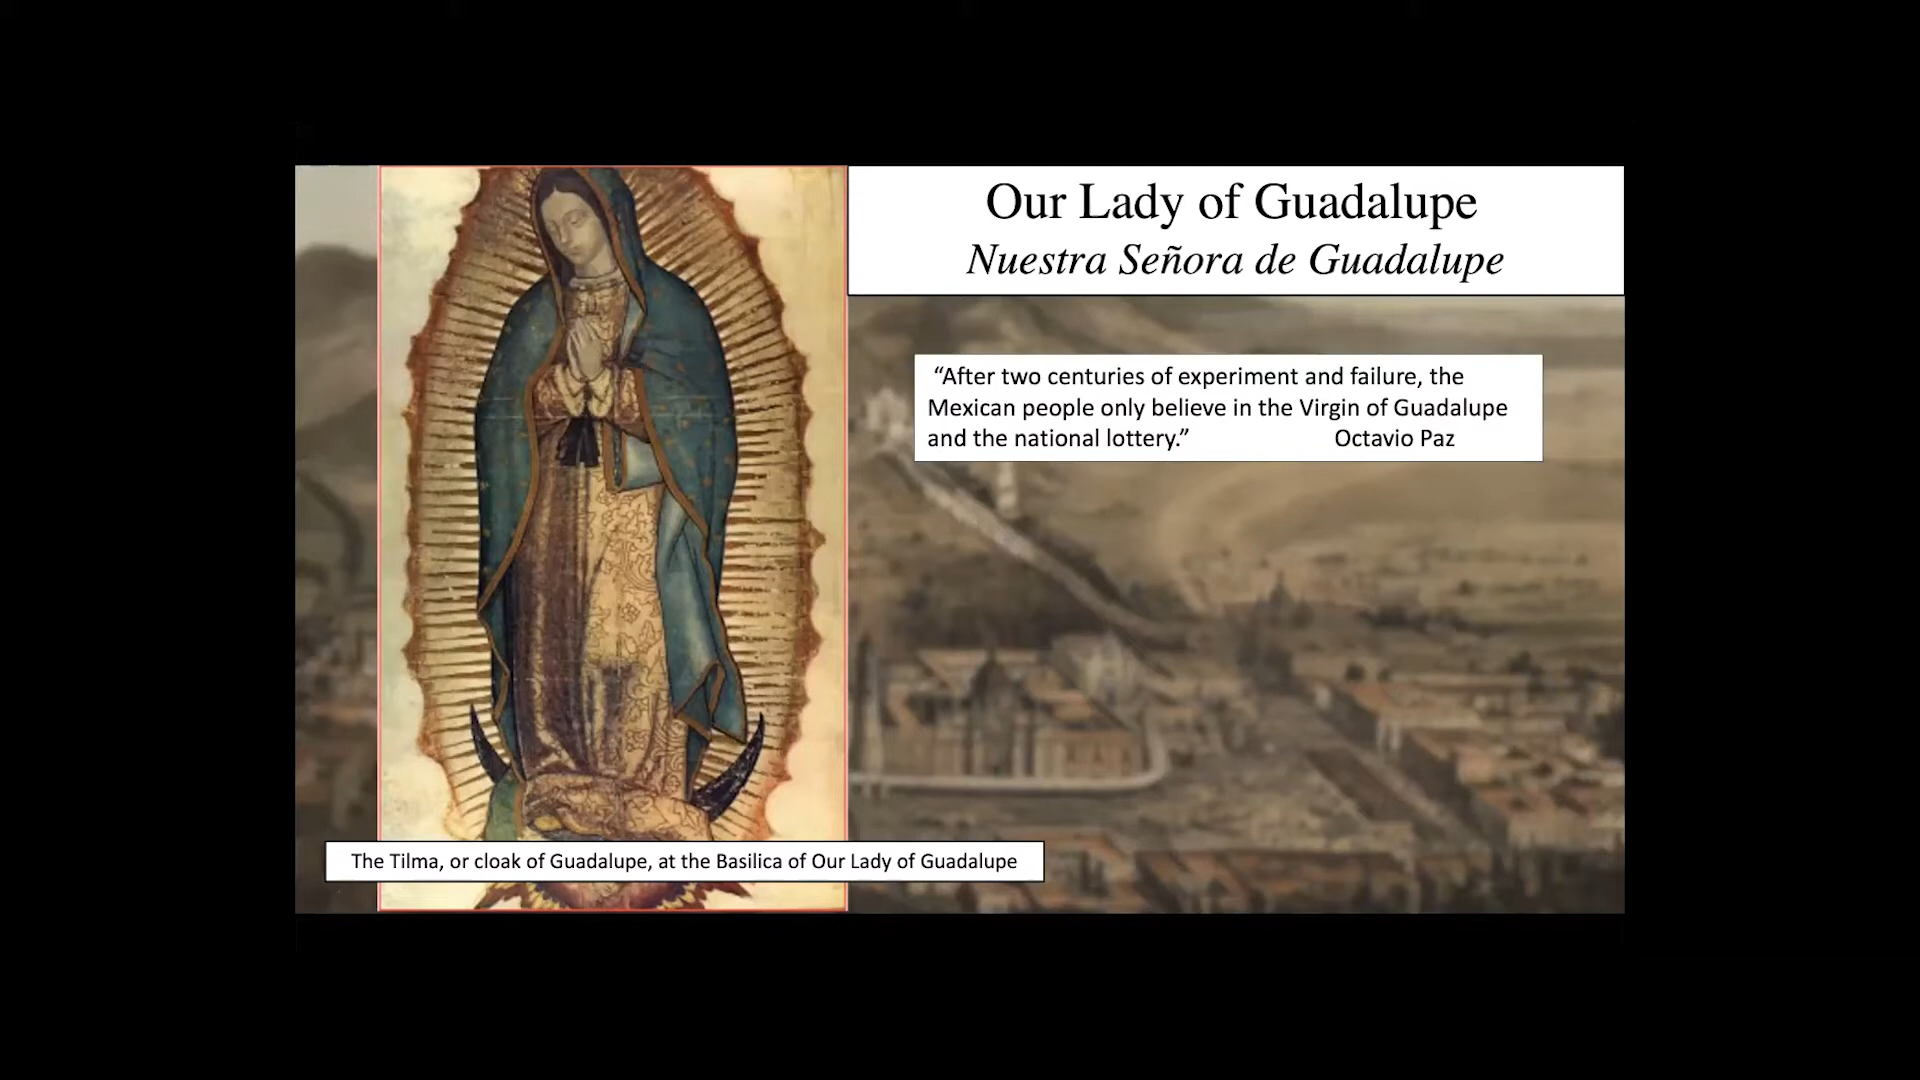 Our Lady of Guadalupe
Nuestra Señora de Guadalupe
“After two centuries of experiment and failure, the
Mexican people only believe in the Virgin of Guadalupe
and the national lottery.” Octavio Paz
The Tilma, or cloak of Guadalupe, at the Basilica of Our Lady of Guadalupe